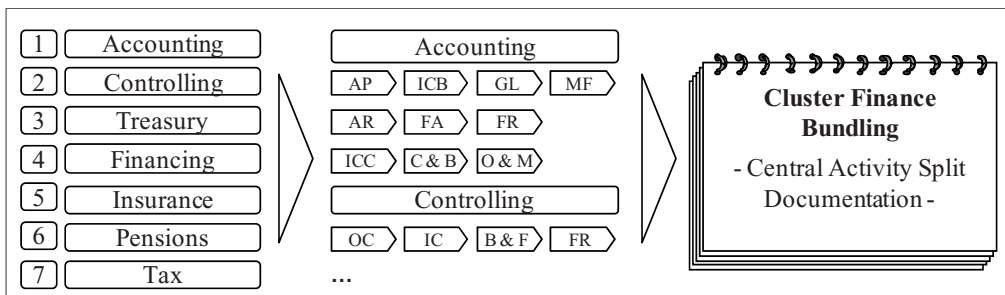 1 Accounting
2 Controlling
3 Treasury
4 Financing
5 Insurance
6 Pensions
7 Tax
Accounting
AP ICB GL MF
AR FA FR
ICC C & B O & M
Controlling
OC IC B & F FR
...
Cluster Finance
Bundling
- Central Activity Split
Documentation -